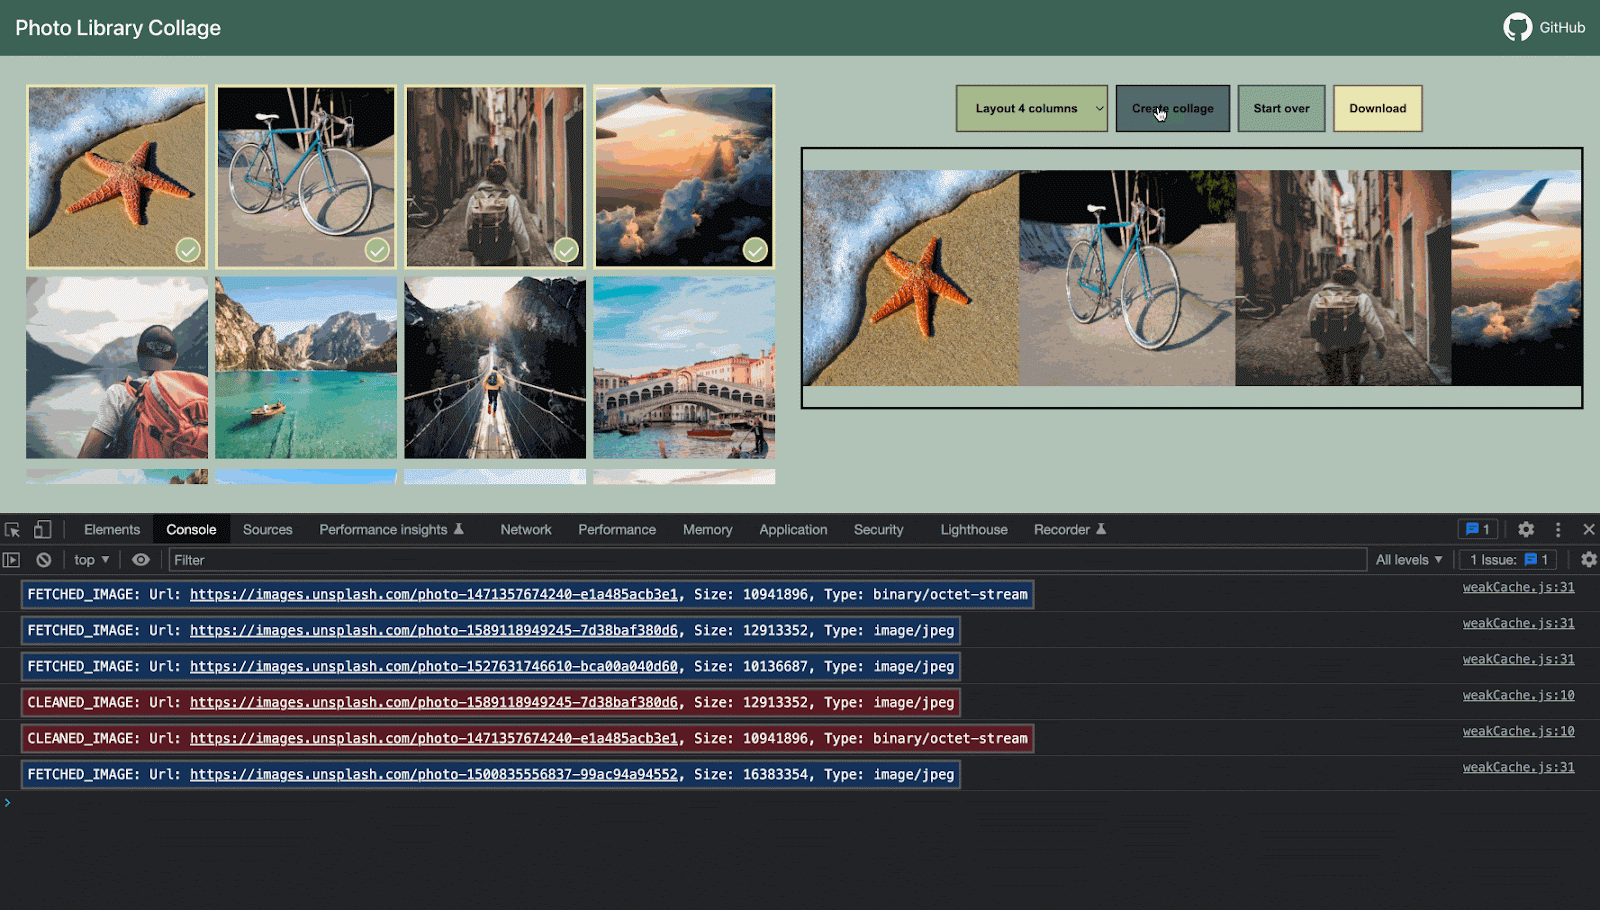 Photo Library Collage
GitHub
Layout 4 columns
Create collage
Start over
Download
Elements Console Sources Performance insights Network Performance Memory Application Security Lighthouse Recorder 1
top Filter All levels 1 Issue: 1
FETCHED_IMAGE: Url: https://images.unsplash.com/photo-1471357674240-e1a485acb3e1, Size: 10941896, Type: binary/octet-stream weakCache.js:31
FETCHED_IMAGE: Url: https://images.unsplash.com/photo-1589118949245-7d38baf380d6, Size: 12913352, Type: image/jpeg weakCache.js:31
FETCHED_IMAGE: Url: https://images.unsplash.com/photo-1527631746610-bca00a040d60, Size: 10136687, Type: image/jpeg weakCache.js:31
CLEANED_IMAGE: Url: https://images.unsplash.com/photo-1589118949245-7d38baf380d6, Size: 12913352, Type: image/jpeg weakCache.js:10
CLEANED_IMAGE: Url: https://images.unsplash.com/photo-1471357674240-e1a485acb3e1, Size: 10941896, Type: binary/octet-stream weakCache.js:10
FETCHED_IMAGE: Url: https://images.unsplash.com/photo-1500835556837-99ac94a94552, Size: 16383354, Type: image/jpeg weakCache.js:31